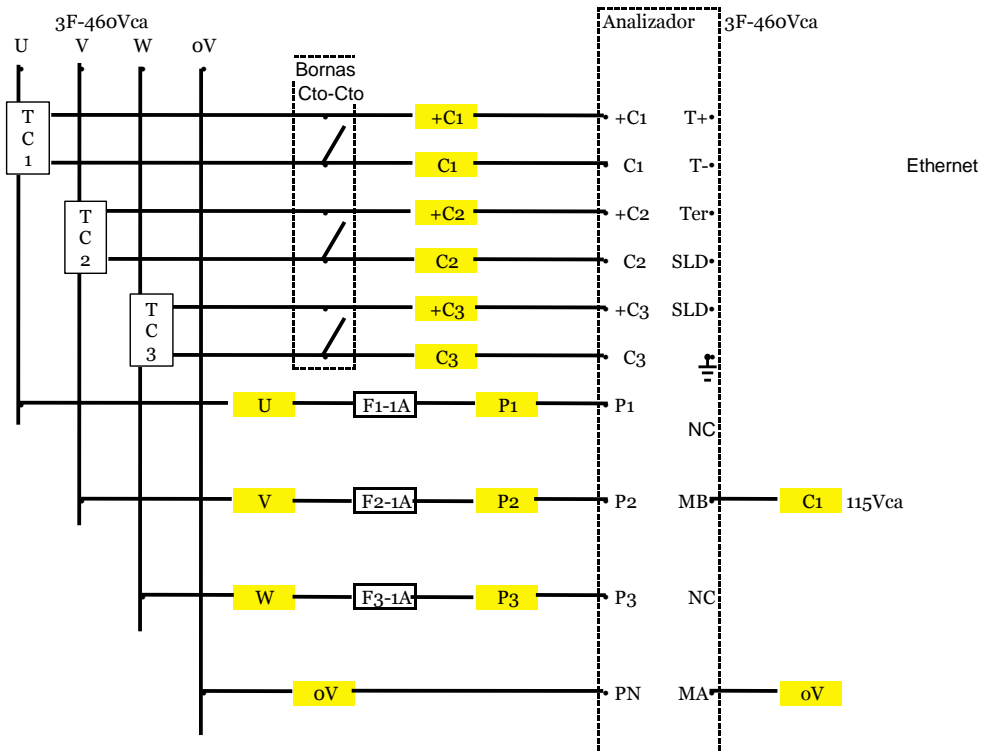 3F-460Vca
Analizador
3F-460Vca
U V W 0V
Bornas
Cto-Cto
T
C
1
+C1
+C1
T+
C1
C1
T-
Ethernet
T
C
2
+C2
+C2
Ter
C2
C2
SLD
T
C
3
+C3
+C3
SLD
C3
C3
U
F1-1A
P1
P1
NC
V
F2-1A
P2
P2
MB
C1
115Vca
W
F3-1A
P3
P3
NC
0V
PN
MA
0V